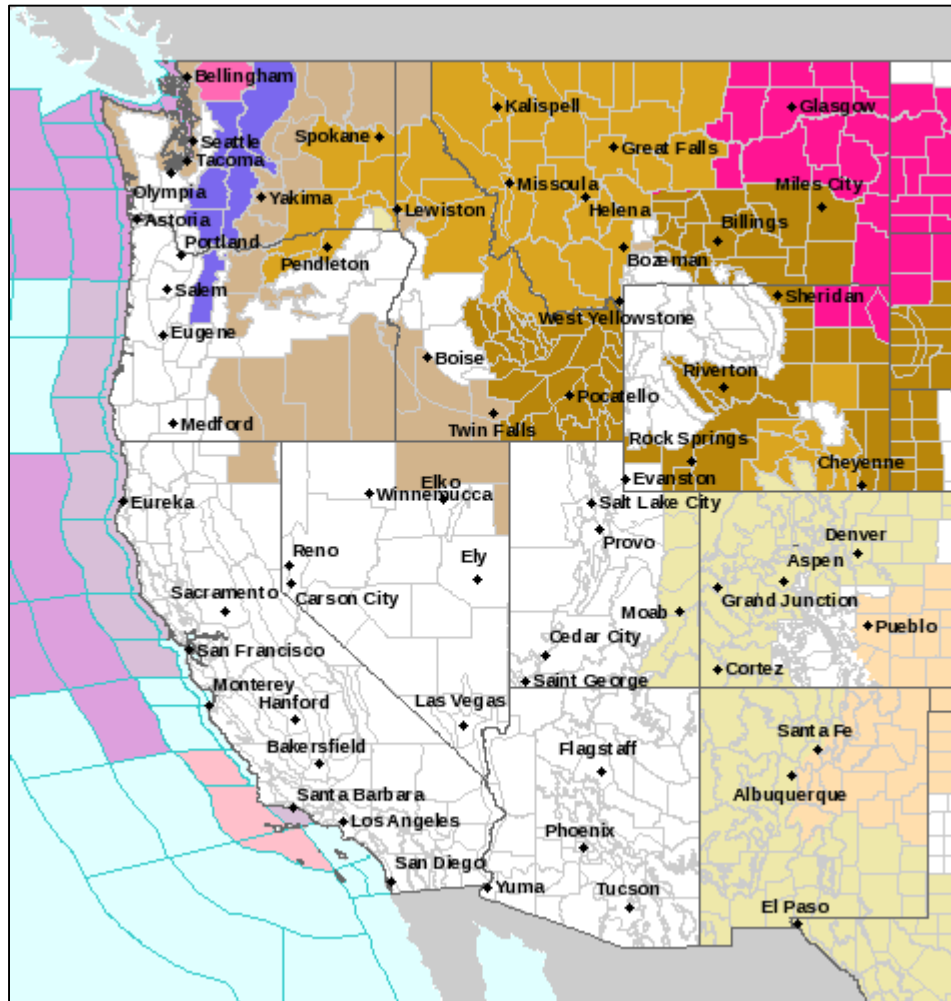 Bellingham
Kalispell
Glasgow
Spokane
Seattle
Great Falls
Tacoma
Missoula
Miles City
Olympia
Yakima
Lewiston
Helena
Astoria
Billings
Portland
Pendleton
Bozeman
Salem
Sheridan
West Yellowstone
Eugene
Boise
Riverton
Pocatello
Medford
Twin Falls
Rock Springs
Cheyenne
Elko
Evanston
Winnemucca
Eureka
Salt Lake City
Provo
Denver
Reno
Ely
Aspen
Sacramento
Carson City
Grand Junction
Moab
Pueblo
Cedar City
San Francisco
Cortez
Saint George
Monterey
Hanford
Las Vegas
Santa Fe
Bakersfield
Flagstaff
Albuquerque
Santa Barbara
Los Angeles
Phoenix
San Diego
Yuma
Tucson
El Paso